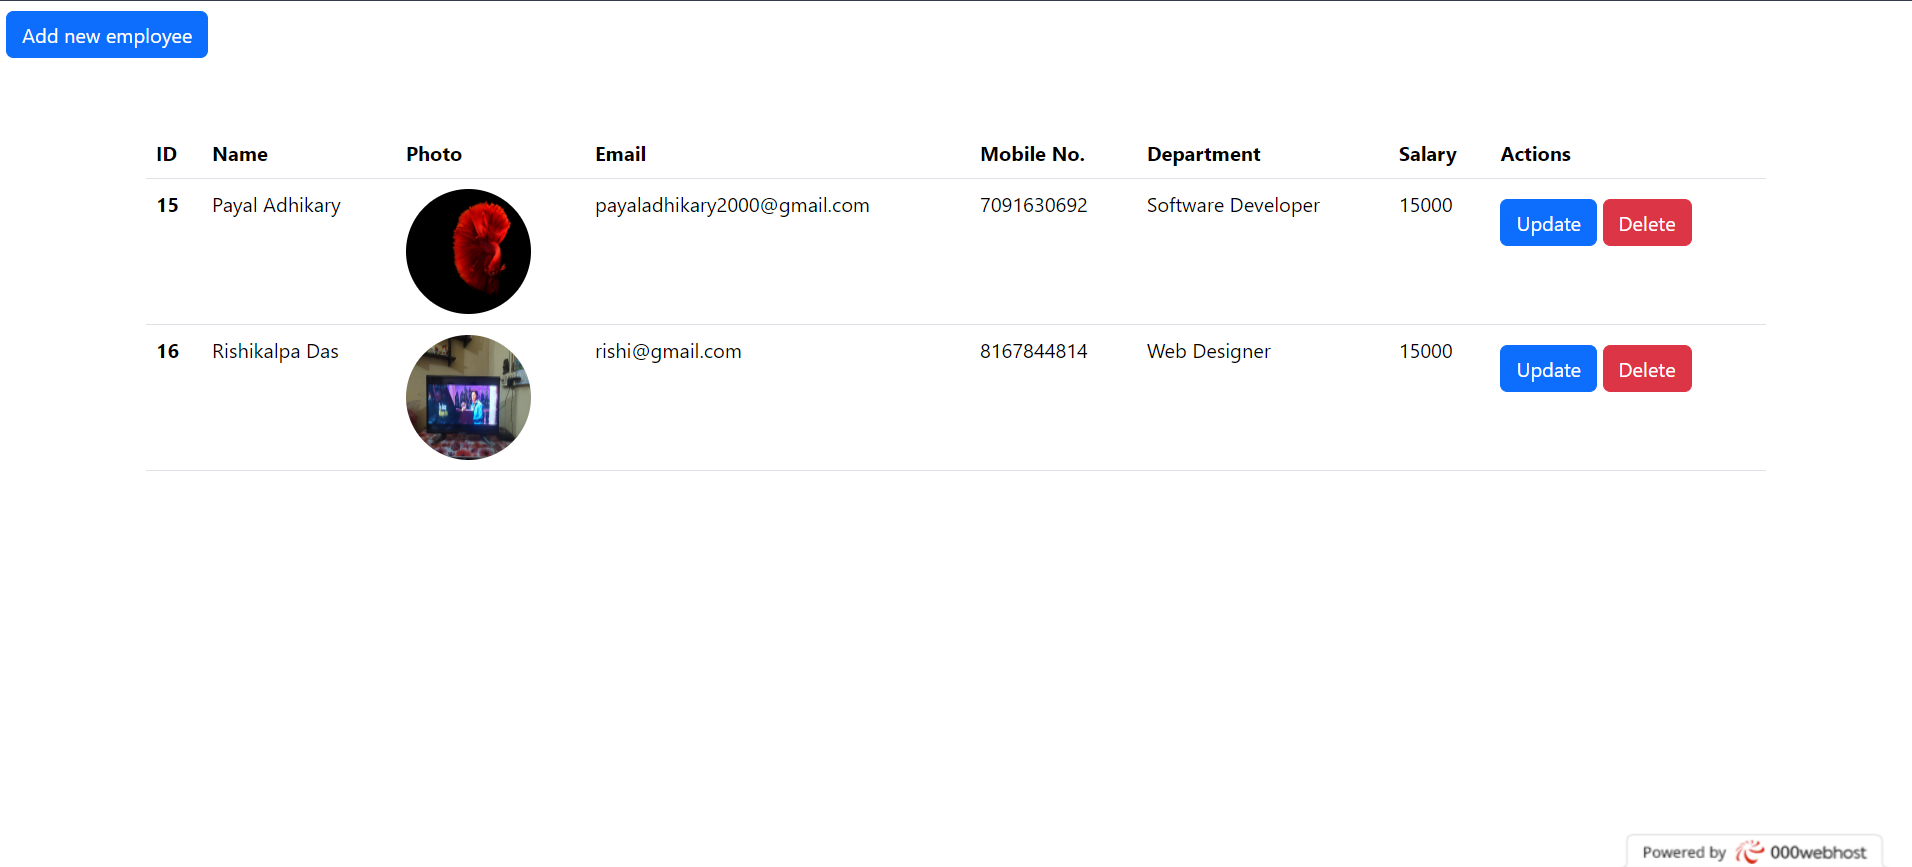 Add new employee
ID Name Photo Email Mobile No. Department Salary Actions
15 Payal Adhikary payaladhikary2000@gmail.com 7091630692 Software Developer 15000 Update Delete
16 Rishikalpa Das rishi@gmail.com 8167844814 Web Designer 15000 Update Delete
Powered by 000webhost